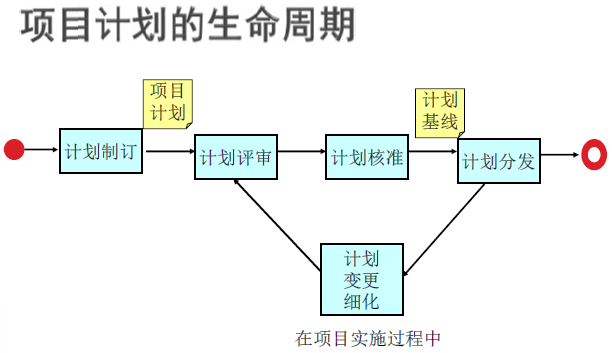 项目计划的生命周期
项目
计划
计划
基线
计划制订
计划评审
计划核准
计划分发
计划
变更
细化
在项目实施过程中